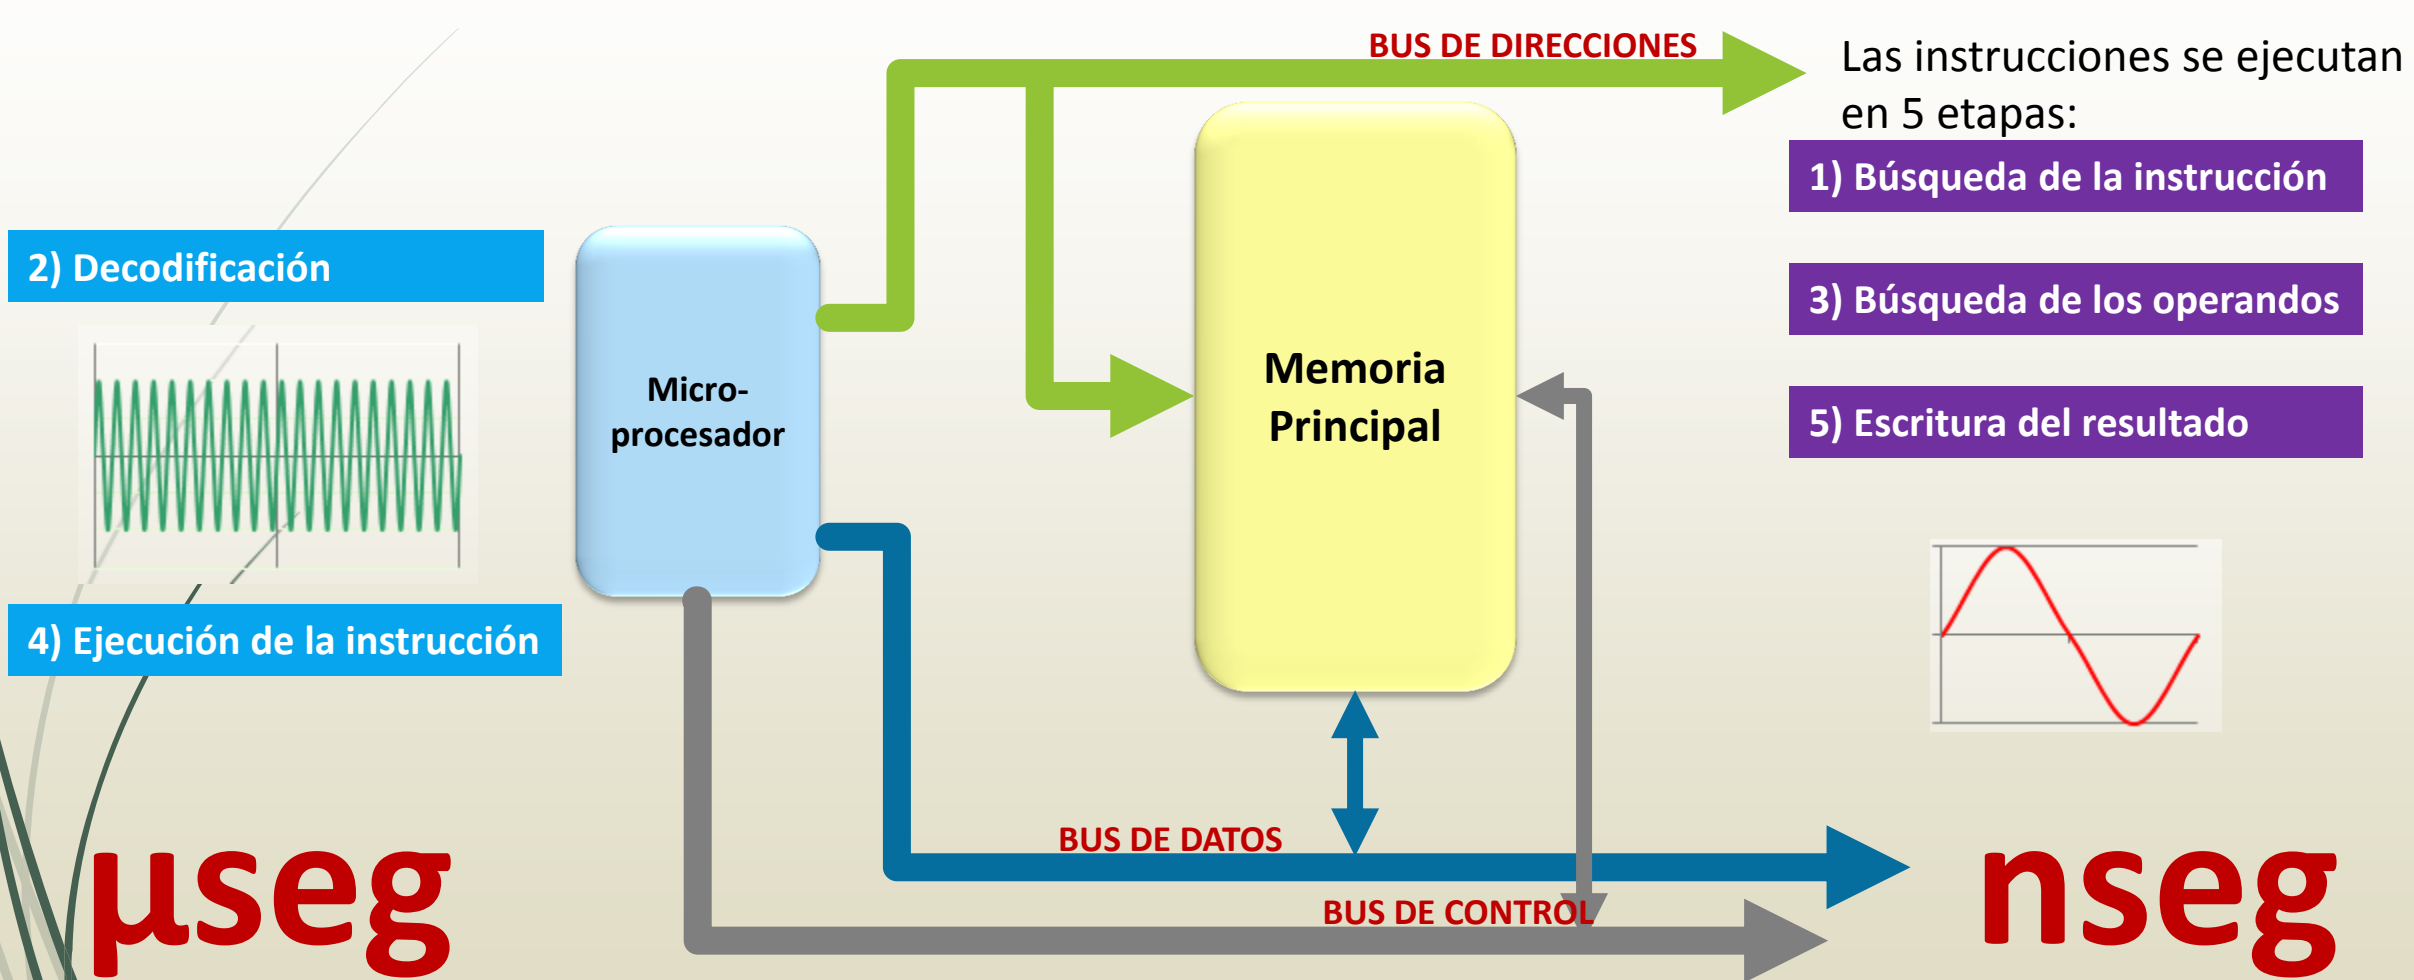 BUS DE DIRECCIONES
Las instrucciones se ejecutan
en 5 etapas:
1) Búsqueda de la instrucción
2) Decodificación
3) Búsqueda de los operandos
Micro-
procesador
Memoria
Principal
5) Escritura del resultado
4) Ejecución de la instrucción
BUS DE DATOS
BUS DE CONTROL
µseg
nseg